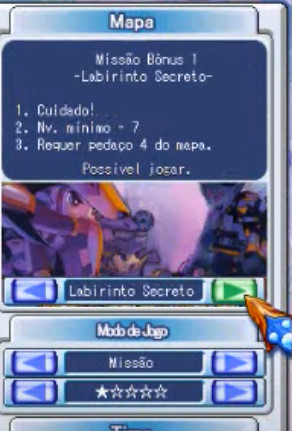 Mapa
Missão Bônus 1
-Labirinto Secreto-
1. Cuidado!
2. Nv. mínimo - 7
3. Requer pedaço 4 do mapa.
Possível jogar.
Labirinto Secreto
Modo de Jogo
Missão
★☆☆☆☆
Time